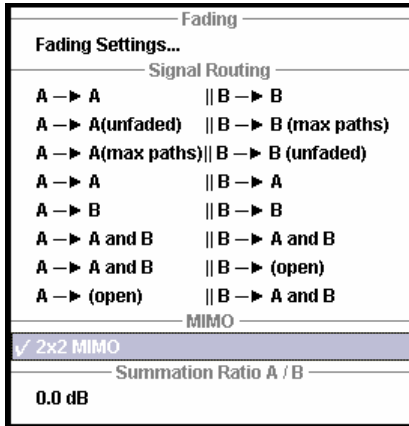 Fading
Fading Settings...
Signal Routing
A —► A || B —► B
A —► A(unfaded) || B —► B (max paths)
A —► A(max paths)|| B —► B (unfaded)
A —► A || B —► A
A —► B || B —► B
A —► A and B || B —► A and B
A —► A and B || B —► (open)
A —► (open) || B —► A and B
MIMO
✓ 2x2 MIMO
Summation Ratio A / B
0.0 dB